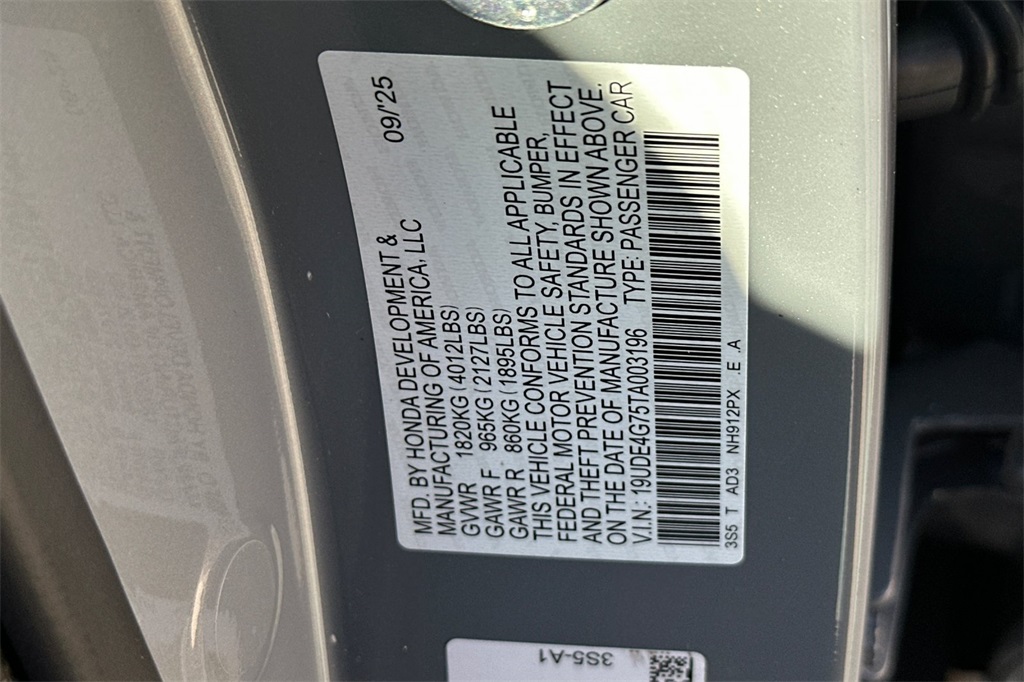 09/'25
MFD. BY HONDA DEVELOPMENT &
MANUFACTURING OF AMERICA, LLC
GVWR 1820KG (4012LBS)
GAWR F 965KG (2127LBS)
GAWR R 860KG (1895LBS)
THIS VEHICLE CONFORMS TO ALL APPLICABLE
FEDERAL MOTOR VEHICLE SAFETY, BUMPER,
AND THEFT PREVENTION STANDARDS IN EFFECT
ON THE DATE OF MANUFACTURE SHOWN ABOVE.
V.I.N.: 19UDE4G75TA003196 TYPE: PASSENGER CAR
3S5 T AD3 NH912PX .E .A
3S5-A1